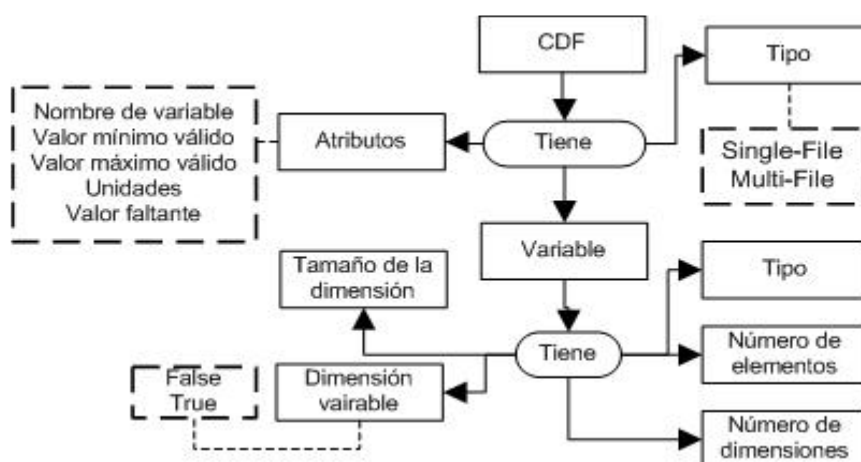 CDF
Tipo
Nombre de variable
Valor mínimo válido
Valor máximo válido
Unidades
Valor faltante
Atributos
Tiene
Single-File
Multi-File
Variable
Tamaño de la
dimensión
Tipo
Tiene
Número de
elementos
False
True
Dimensión
vairable
Número de
dimensiones